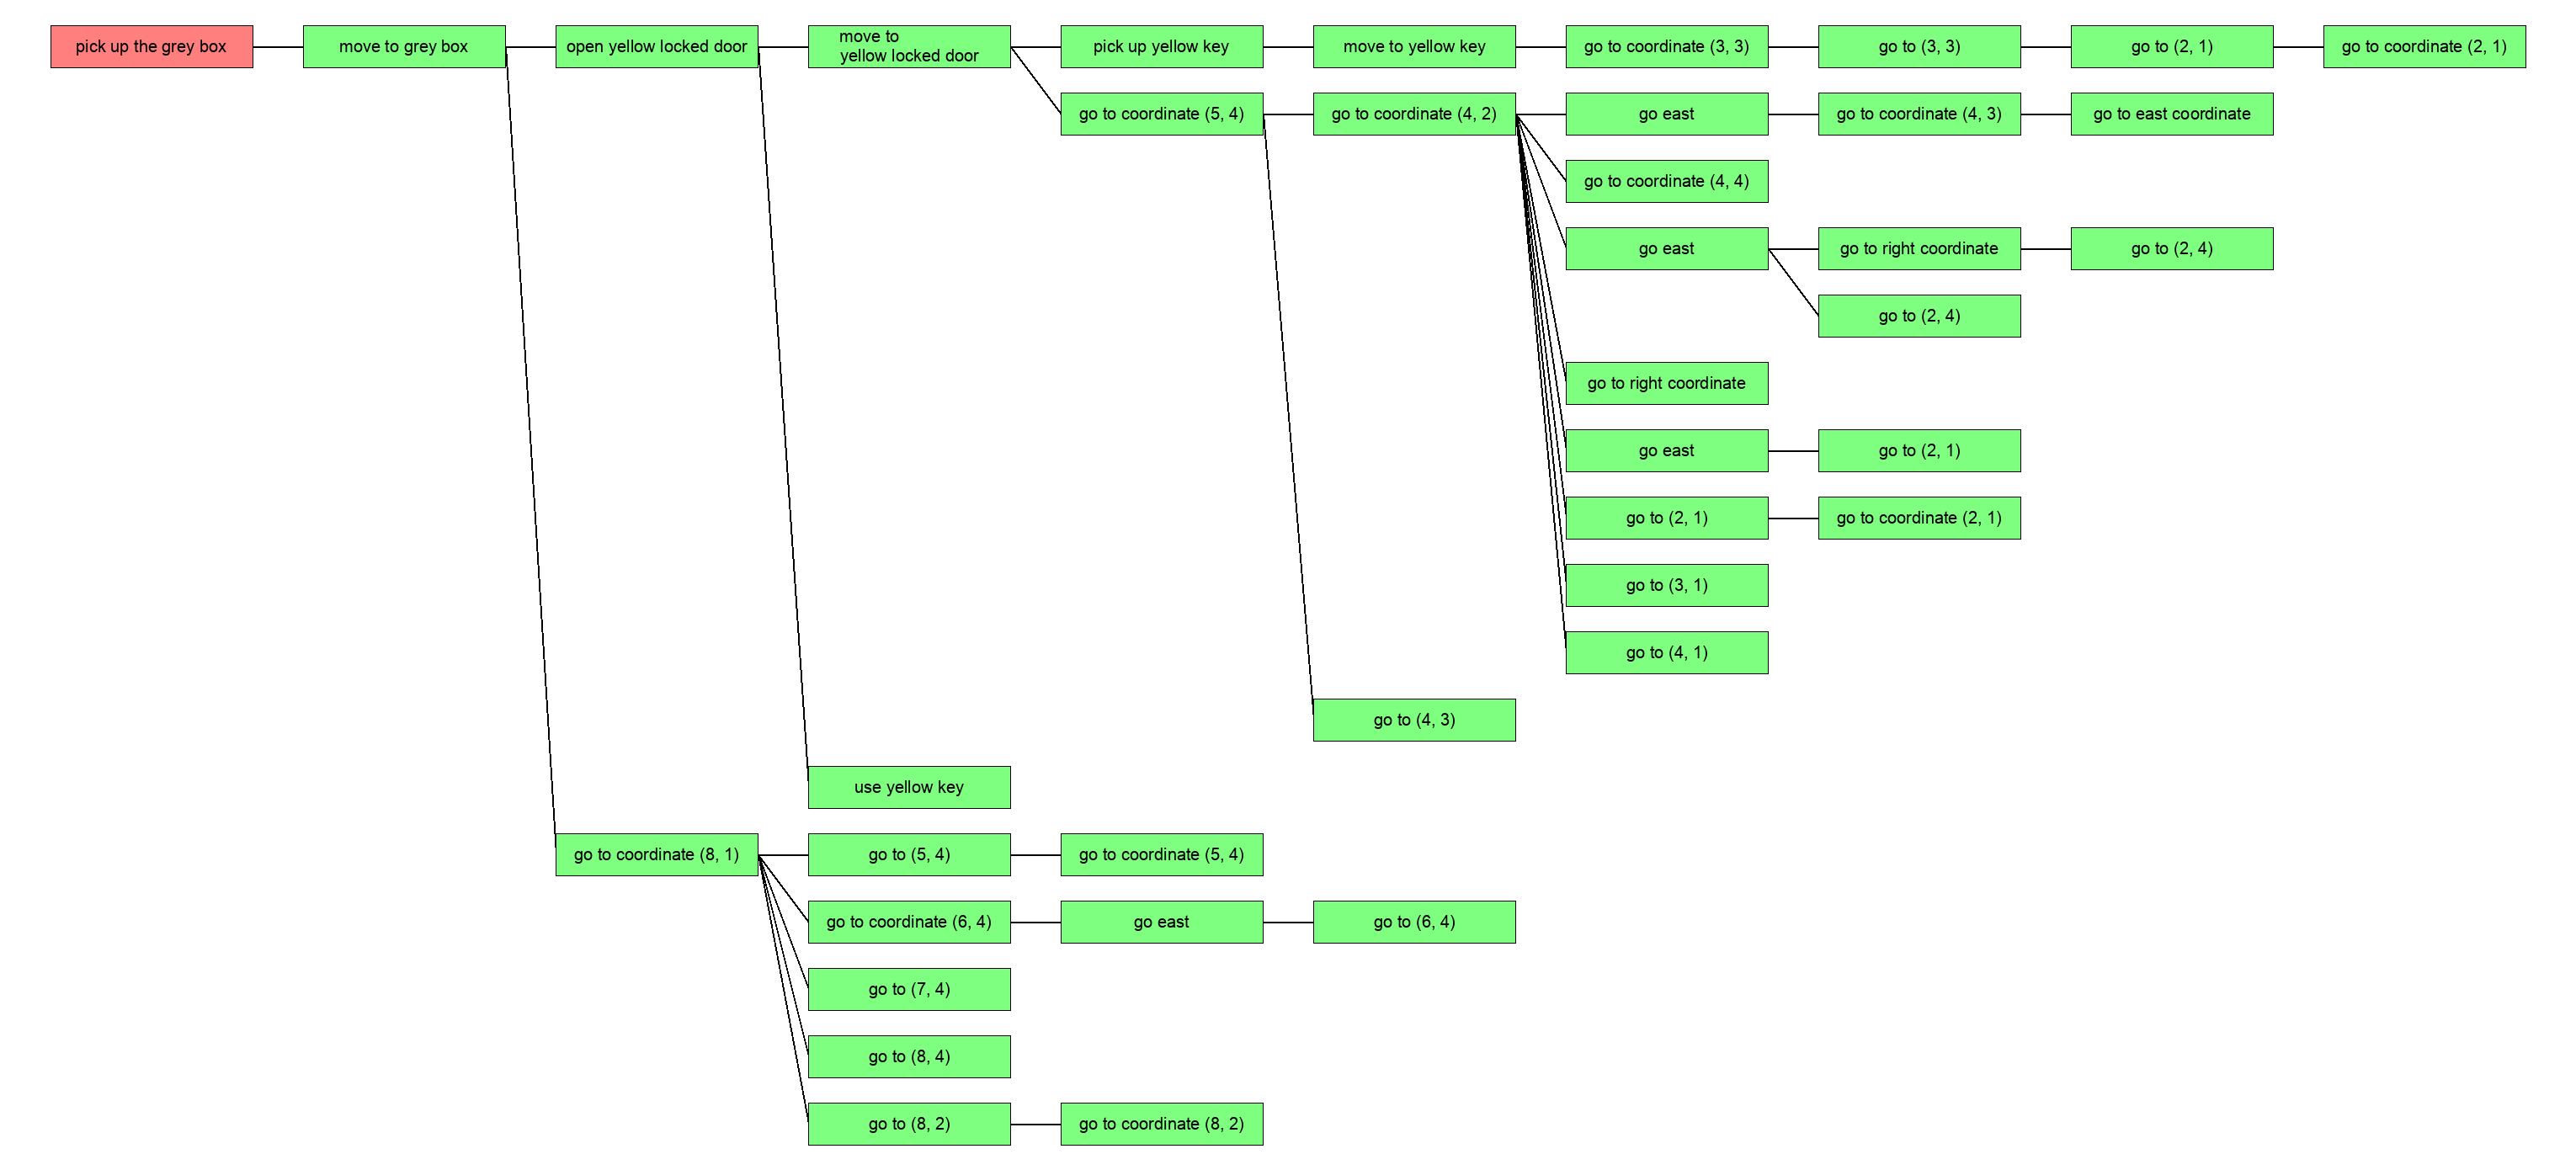 pick up the grey box
move to grey box
open yellow locked door
move to
yellow locked door
pick up yellow key
move to yellow key
go to coordinate (3, 3)
go to (3, 3)
go to (2, 1)
go to coordinate (2, 1)
go to coordinate (5, 4)
go to coordinate (4, 2)
go east
go to coordinate (4, 3)
go to east coordinate
go to coordinate (4, 4)
go east
go to right coordinate
go to (2, 4)
go to (2, 4)
go to right coordinate
go east
go to (2, 1)
go to (2, 1)
go to coordinate (2, 1)
go to (3, 1)
go to (4, 1)
go to (4, 3)
use yellow key
go to coordinate (8, 1)
go to (5, 4)
go to coordinate (5, 4)
go to coordinate (6, 4)
go east
go to (6, 4)
go to (7, 4)
go to (8, 4)
go to (8, 2)
go to coordinate (8, 2)